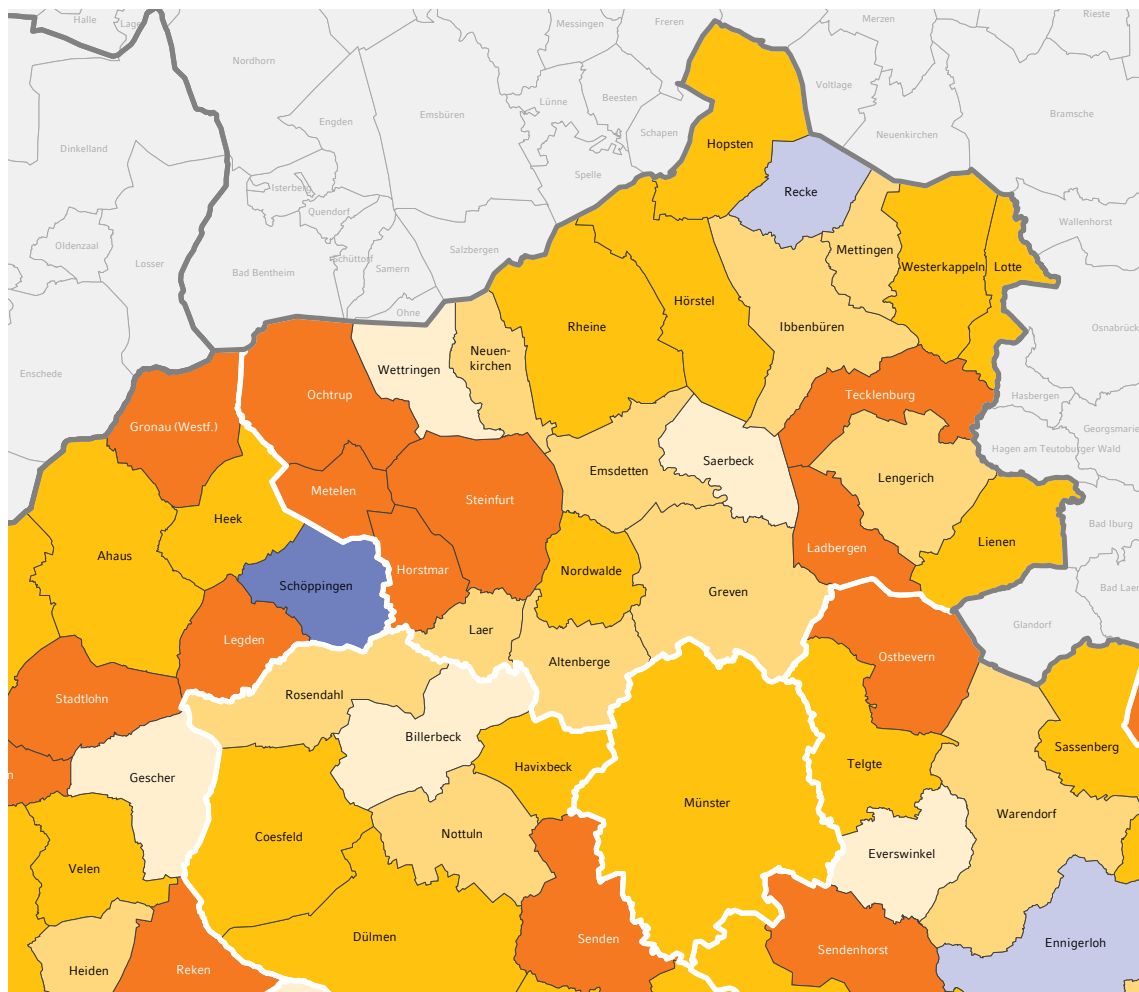 Halle
Lage
Messingen
Freren
Merzen
Rieste
Nordhorn
Lünne
Beesten
Voltlage
Emsbüren
Engden
Bramsche
Schapen
Neuenkirchen
Dinkelland
Hopsten
Spelle
Isterberg
Recke
Quendorf
Wallenhorst
Oldenzaal
Losser
Bad Bentheim
Schüttorf
Samern
Salzbergen
Mettingen
Westerkappeln
Lotte
Hörstel
Ohne
Rheine
Ibbenbüren
Osnabrück
Enschede
Wettringen
Neuen-
kirchen
Ochtrup
Tecklenburg
Hasbergen
Gronau (Westf.)
Georgsmarie
Hagen am Teutoburger Wald
Saerbeck
Emsdetten
Lengerich
Metelen
Steinfurt
Heek
Bad Iburg
Ahaus
Lienen
Ladbergen
Horstmar
Nordwalde
Schöppingen
Bad Laer
Greven
Glandorf
Legden
Laer
Ostbevern
Altenberge
Stadtlohn
Rosendahl
Billerbeck
Sassenberg
Havixbeck
Telgte
n
Gescher
Münster
Warendorf
Coesfeld
Nottuln
Everswinkel
Velen
Dülmen
Senden
Sendenhorst
Ennigerloh
Heiden
Reken